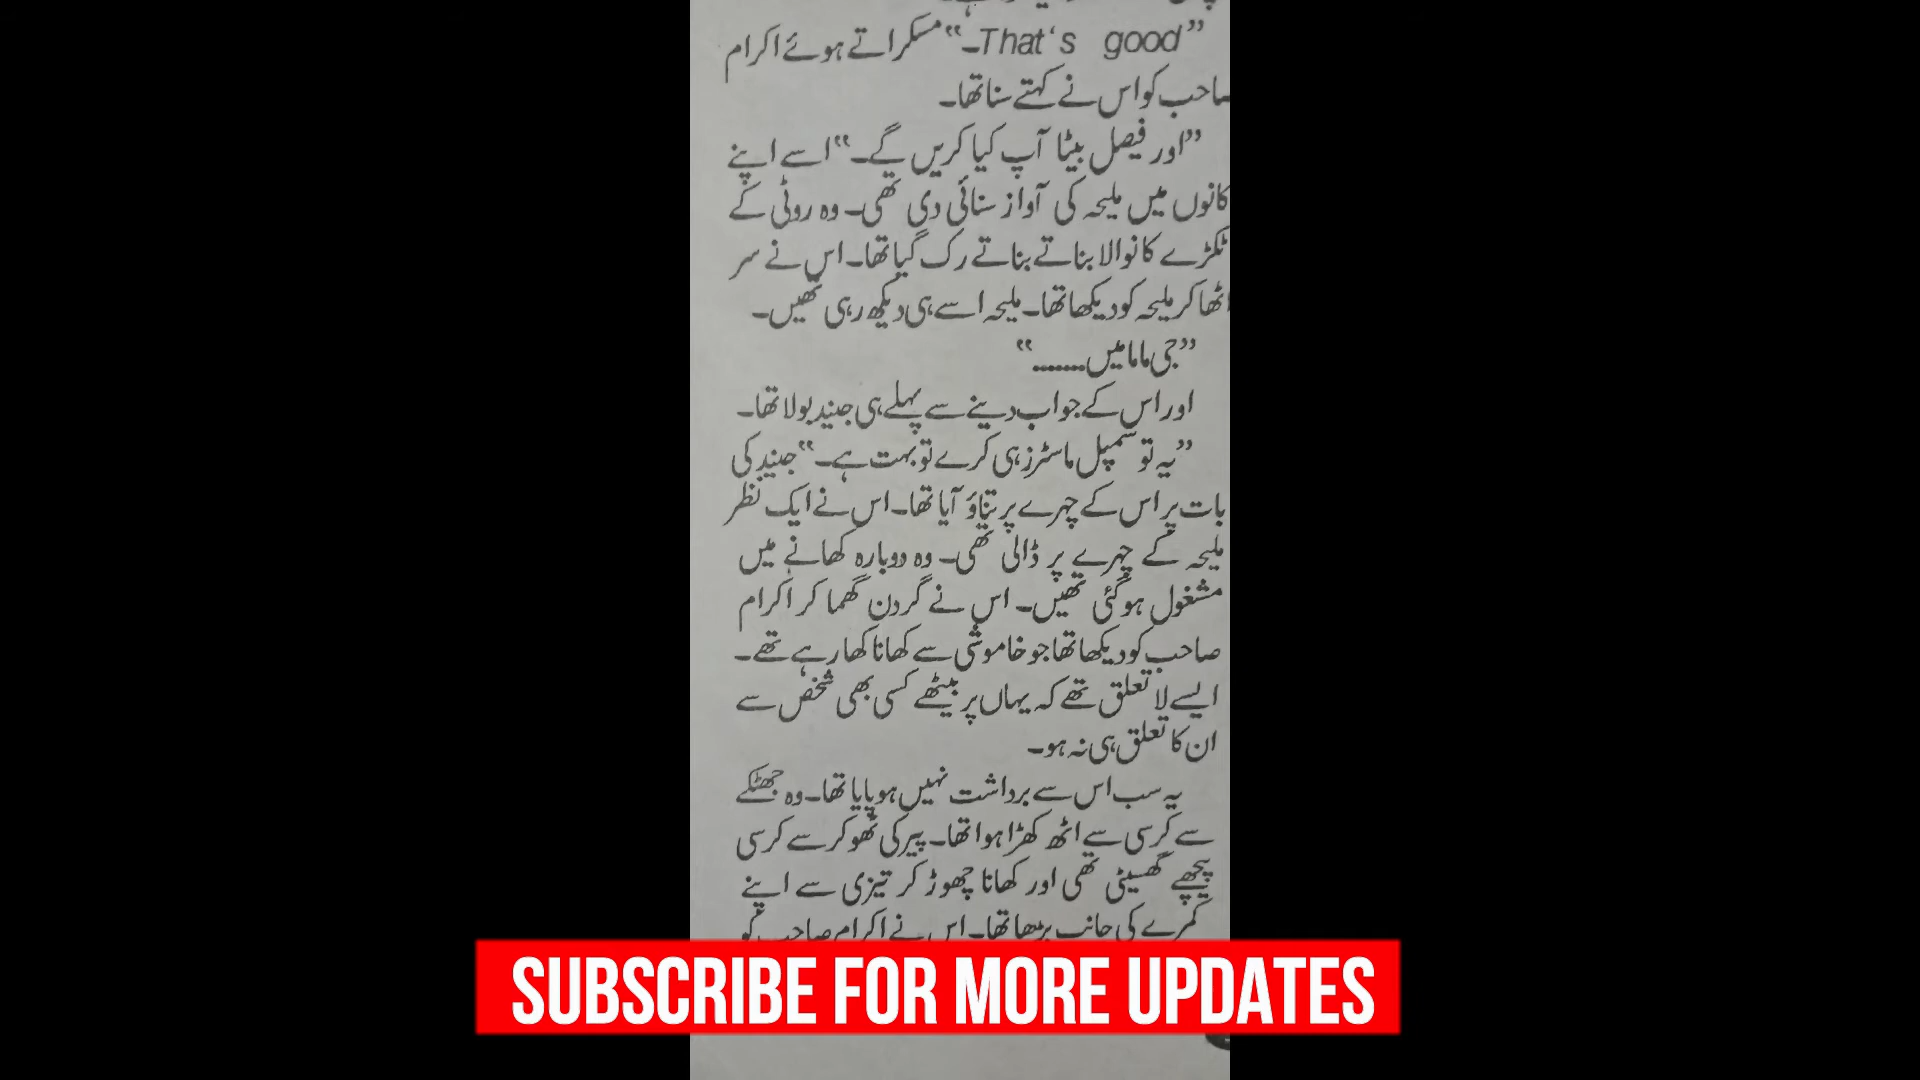 ”That‘s good۔“ مسکراتے ہوئے اکرام
صاحب کو اس نے کہتے سنا تھا۔
”اور فیصل بیٹا آپ کیا کریں گے۔“ اسے اپنے
کانوں میں ملیحہ کی آواز سنائی دی تھی۔ وہ روٹی کے
ٹکڑے کا نوالا بناتے بناتے رک گیا تھا۔ اس نے سر
اٹھا کر ملیحہ کو دیکھا تھا۔ ملیحہ اسے ہی دیکھ رہی تھیں۔
”جی ماما میں.......“
اور اس کے جواب دینے سے پہلے ہی جنید بولا تھا۔
”یہ تو سمپل ماسٹرز ہی کرے تو بہت ہے۔“ جنید کی
بات پر اس کے چہرے پر تناؤ آیا تھا۔ اس نے ایک نظر
ملیحہ کے چہرے پر ڈالی تھی۔ وہ دوبارہ کھانے میں
مشغول ہو گئی تھیں۔ اس نے گردن گھما کر اکرام
صاحب کو دیکھا تھا جو خاموشی سے کھانا کھا رہے تھے۔
ایسے لا تعلق تھے کہ یہاں پر بیٹھے کسی بھی شخص سے
ان کا تعلق ہی نہ ہو۔
یہ سب اس سے برداشت نہیں ہو پایا تھا۔ وہ جھٹکے
سے کرسی سے اٹھ کھڑا ہوا تھا۔ پیر کی ٹھوکر سے کرسی
پیچھے گھسیٹی تھی اور کھانا چھوڑ کر تیزی سے اپنے
کمرے کی جانب بڑھا تھا۔ اس نے اکرام صاحب کو
SUBSCRIBE FOR MORE UPDATES